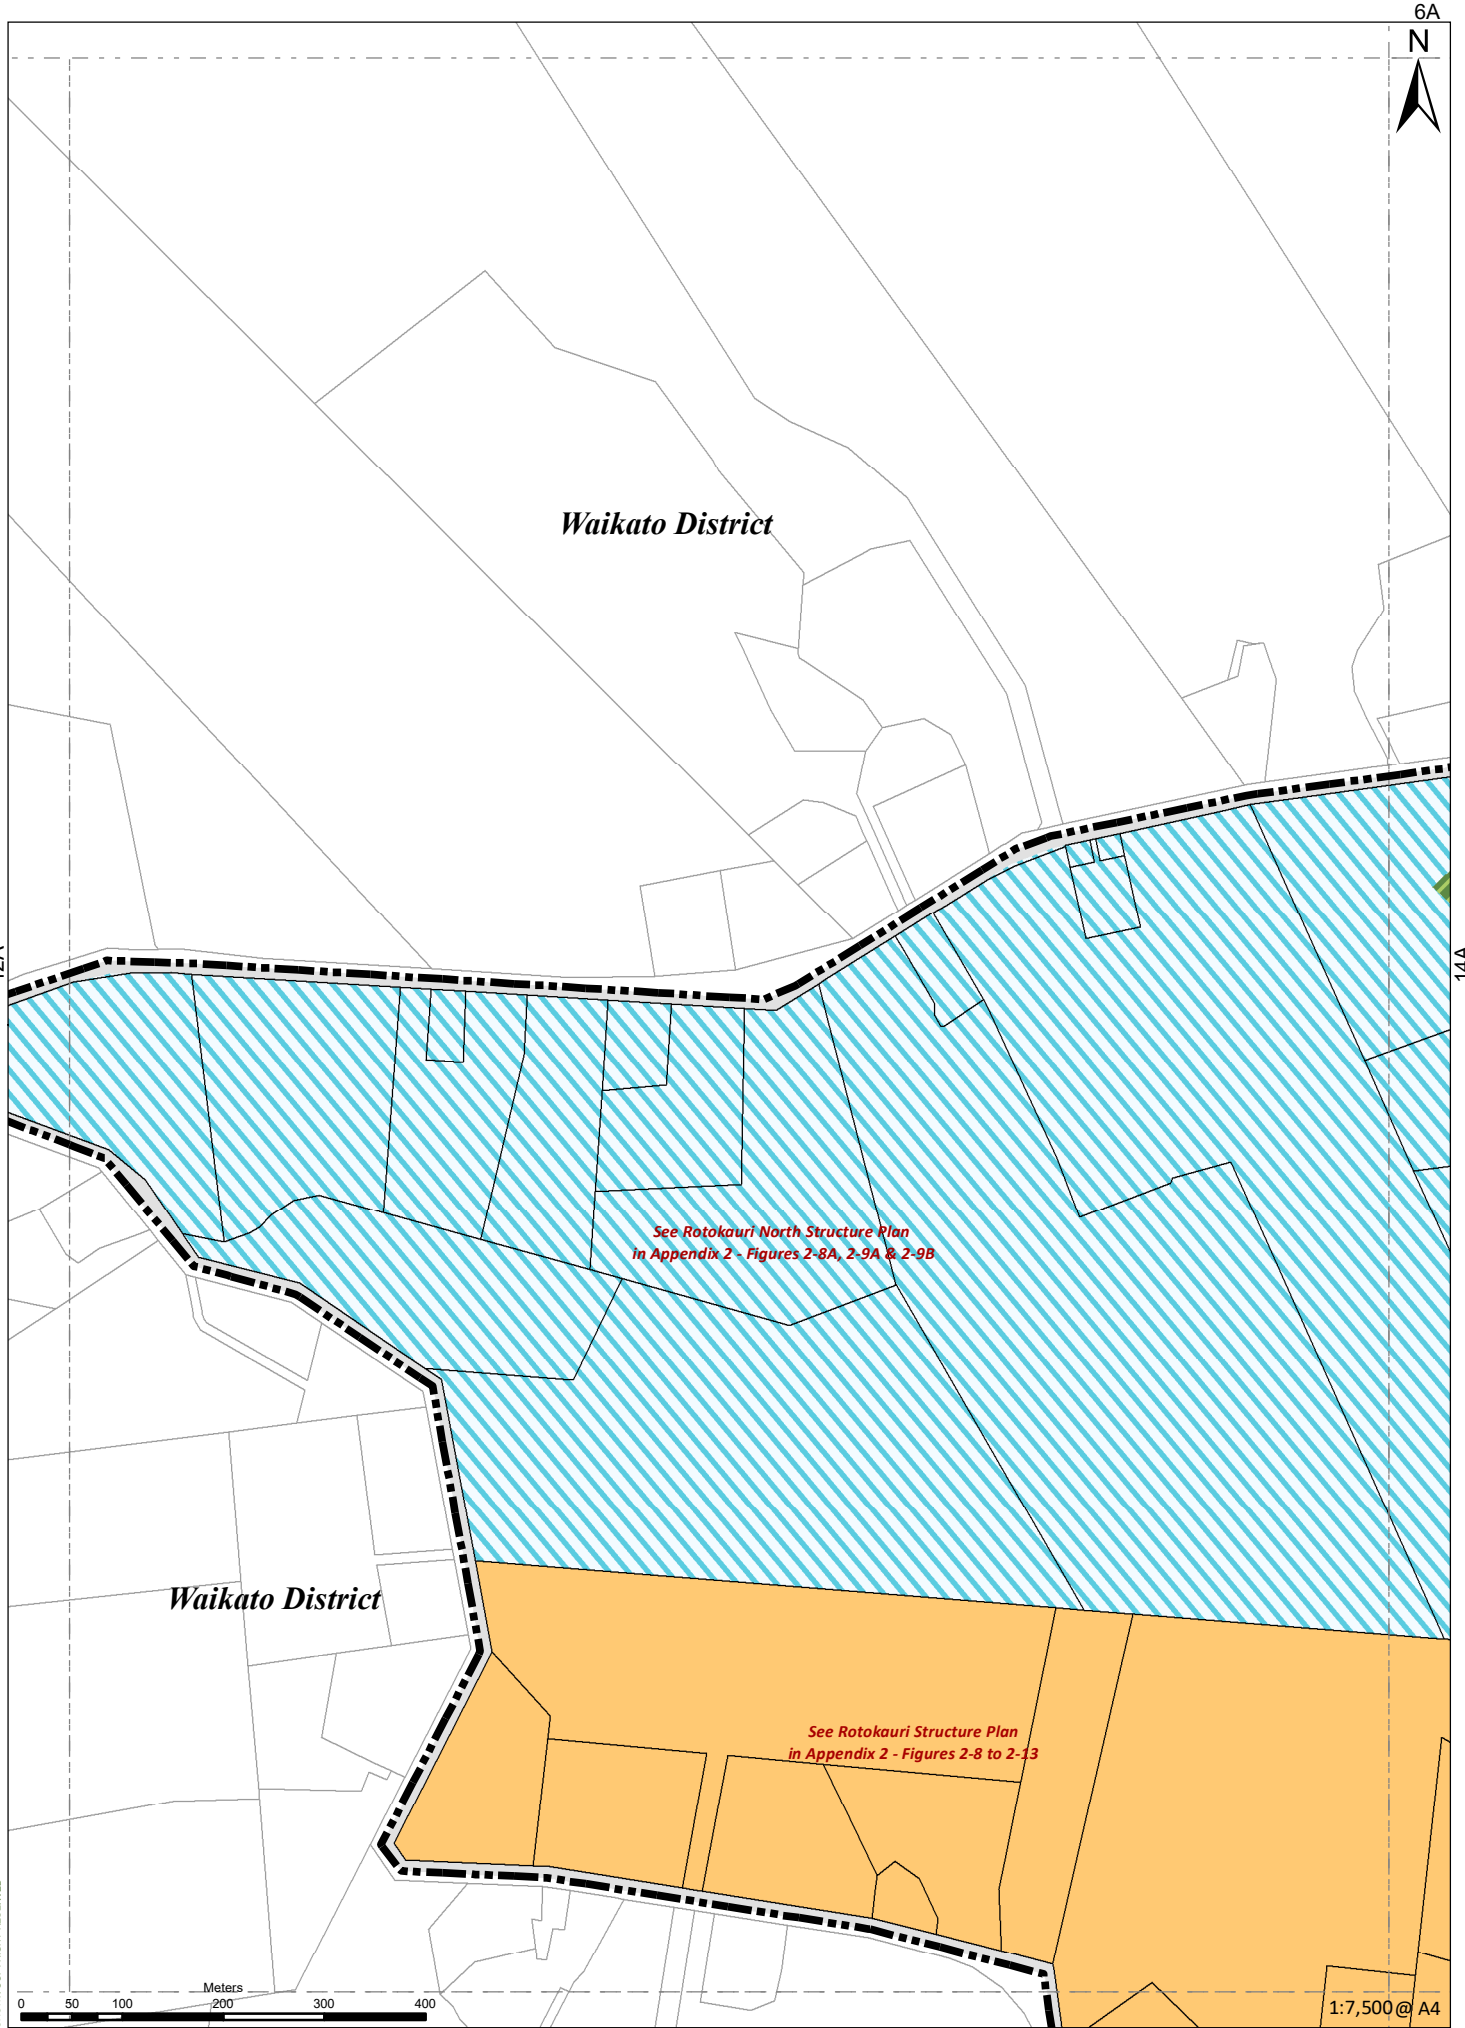 6A
N
Waikato District
14A
See Rotokauri North Structure Plan
in Appendix 2 - Figures 2-8A, 2-9A & 2-9B
Waikato District
See Rotokauri Structure Plan
in Appendix 2 - Figures 2-8 to 2-13
Meters
0 50 100 200 300 400
1:7,500@ A4